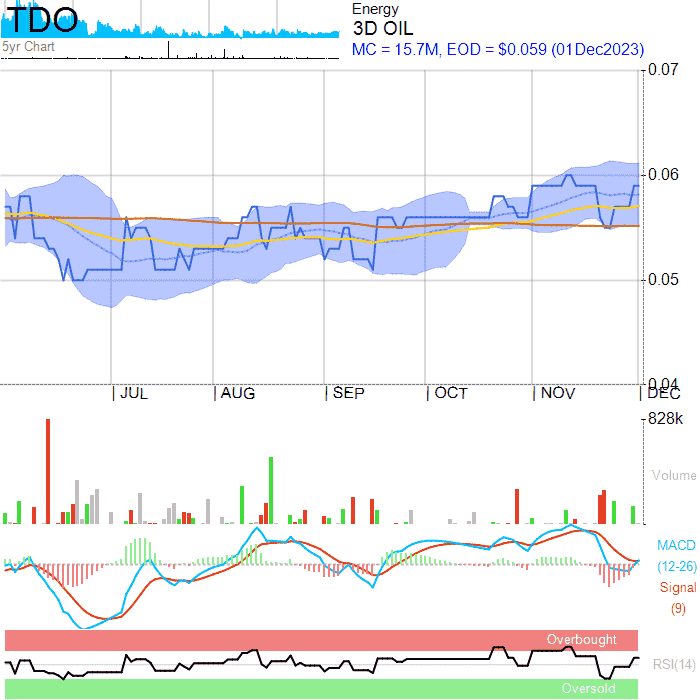 TDO
5yr Chart
Energy
3D OIL
MC = 15.7M, EOD = $0.059 (01Dec2023)
0.07
0.06
0.05
0.04
JUL
AUG
SEP
OCT
NOV
DEC
828k
Volume
MACD
(12-26)
Signal
(9)
Overbought
RSI(14)
Oversold